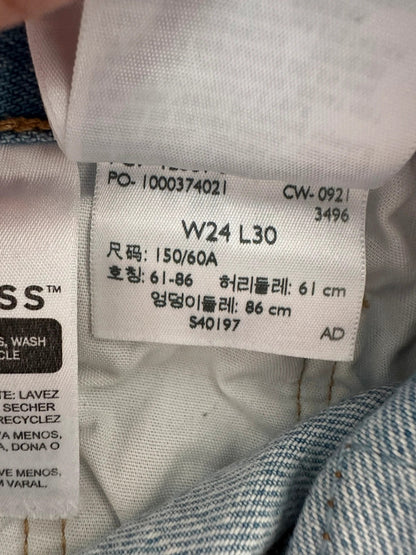 PO- 1000374021 CW- 0921
3496
W24 L30
尺码: 150/60A
호칭: 61-86 허리둘레: 61 cm
엉덩이둘레: 86 cm
S40197
AD
SS™
S, WASH
CLE
TE: LAVEZ
SECHER
RECYCLEZ
VA MENOS,
A, DONA O
VE MENOS,
M VARAL.